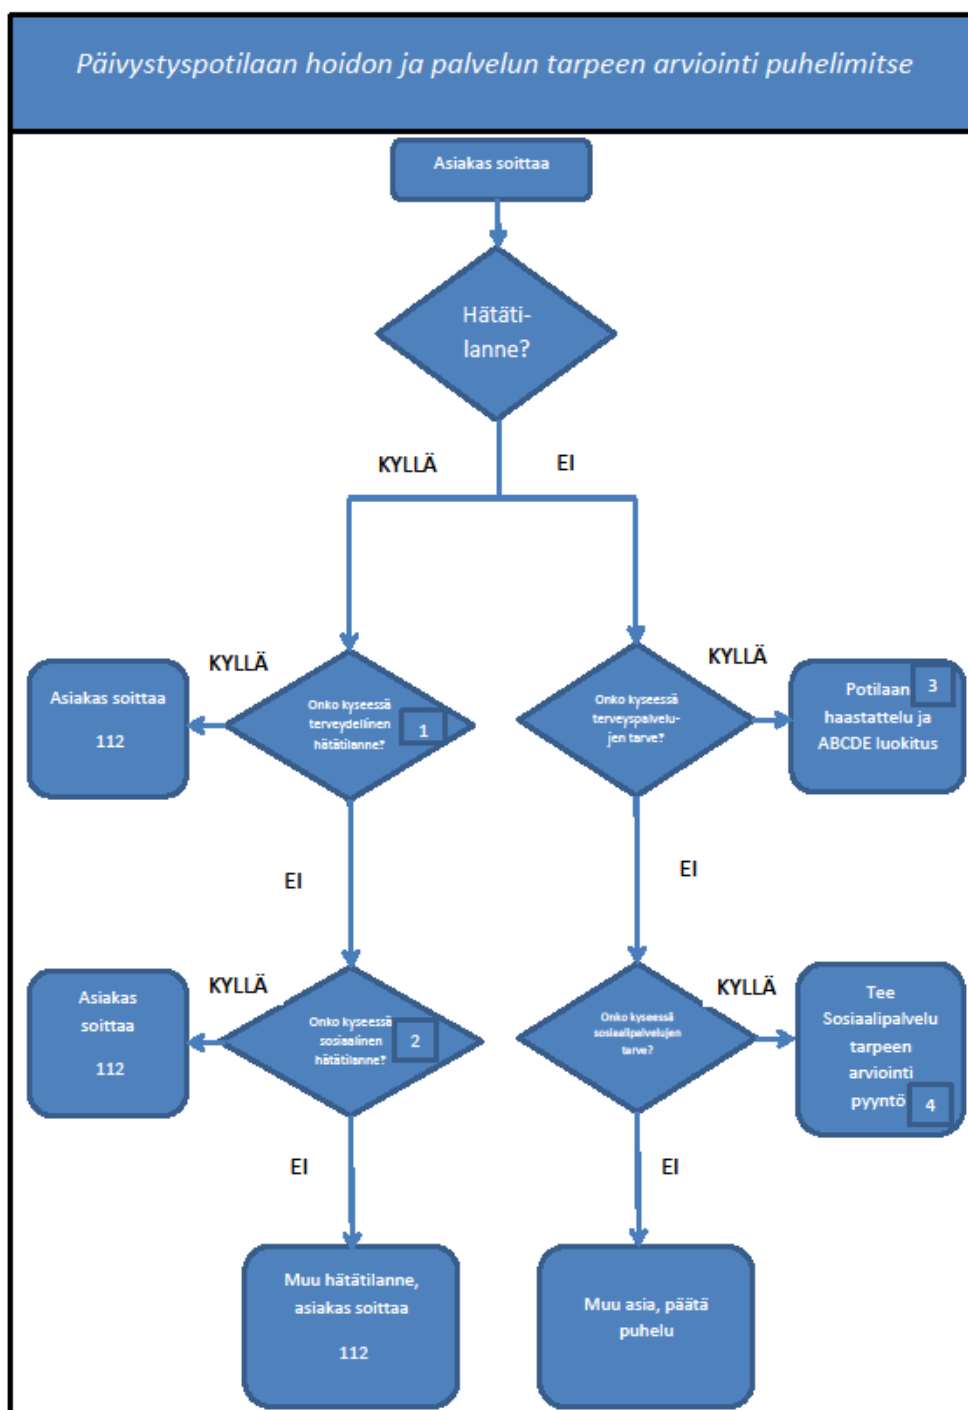 Päivystyspotilaan hoidon ja palvelun tarpeen arviointi puhelimitse
Asiakas soittaa
Hätäti-
lanne?
KYLLÄ
EI
KYLLÄ
Asiakas soittaa
112
Onko kyseessä
terveydellinen
hätätilanne?
1
Onko kyseessä
terveyspalvelu-
jen tarve?
KYLLÄ
Potilaan
haastattelu ja
ABCDE luokitus
3
EI
EI
KYLLÄ
Asiakas
soittaa
112
Onko kyseessä
sosiaalinen
hätätilanne?
2
Onko kyseessä
sosiaalipalvelujen
tarve?
KYLLÄ
Tee
Sosiaalipalvelu
tarpeen
arviointi
pyyntö
4
EI
EI
Muu hätätilanne,
asiakas soittaa
112
Muu asia, päätä
puhelu